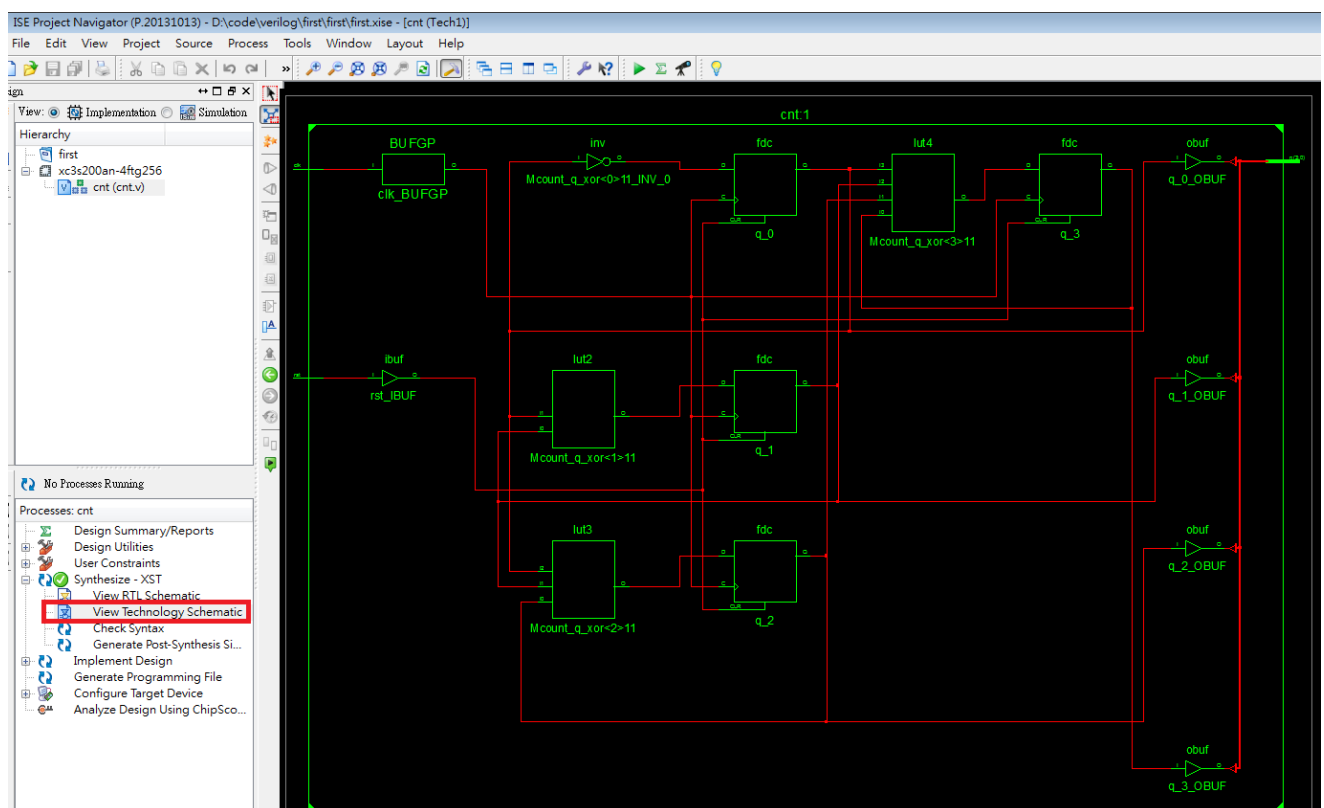 ISE Project Navigator (P.20131013) - D:\code\verilog\first\first\first.xise - [cnt (Tech1)]
File Edit View Project Source Process Tools Window Layout Help
View: Implementation Simulation
Hierarchy
first
xc3s200an-4ftg256
cnt (cnt.v)
No Processes Running
Processes: cnt
Design Summary/Reports
Design Utilities
User Constraints
Synthesize - XST
View RTL Schematic
View Technology Schematic
Check Syntax
Generate Post-Synthesis Si...
Implement Design
Generate Programming File
Configure Target Device
Analyze Design Using ChipSco...
cnt:1
BUFGP
clk_BUFGP
inv
Mcount_q_xor<0>11_INV_0
fdc
q_0
lut4
Mcount_q_xor<3>11
fdc
q_3
obuf
q_0_OBUF
ibuf
rst_IBUF
lut2
Mcount_q_xor<1>11
fdc
q_1
obuf
q_1_OBUF
lut3
Mcount_q_xor<2>11
fdc
q_2
obuf
q_2_OBUF
obuf
q_3_OBUF